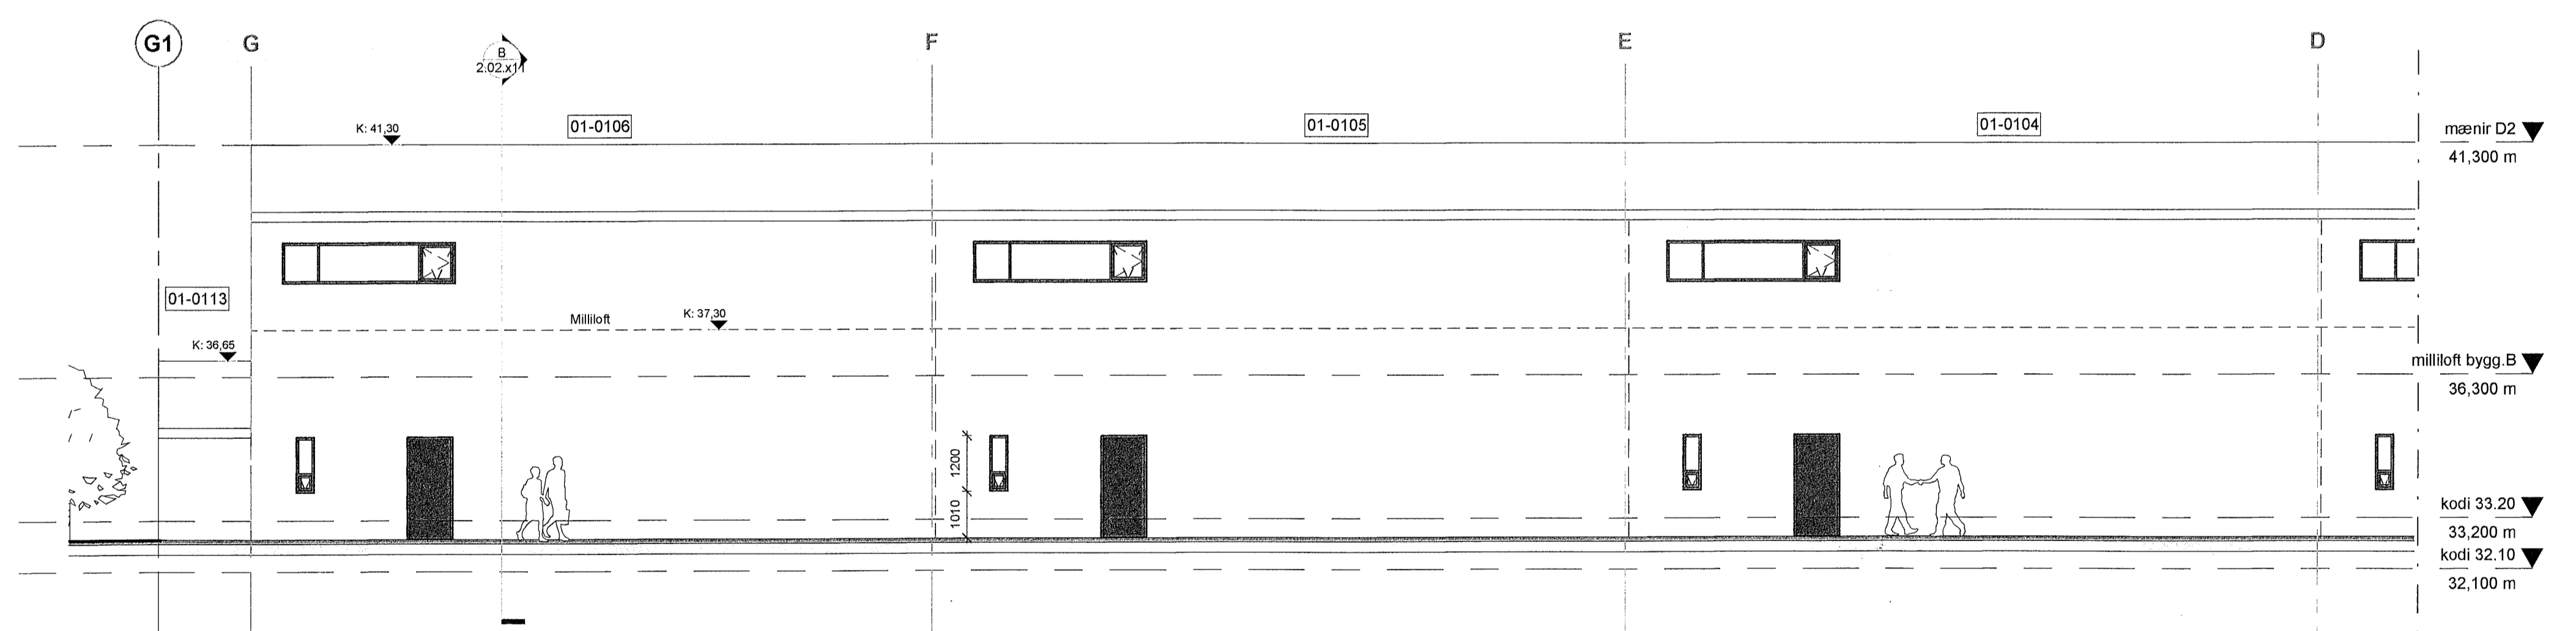 G1
G
B
2.02.x11
F
E
D
K: 41,30
01-0106
01-0105
01-0104
mænir D2
41,300 m
01-0113
Milliloft
K: 37,30
K: 36,65
milliloft bygg.B
36,300 m
1200
1010
kodi 33.20
33,200 m
kodi 32.10
32,100 m